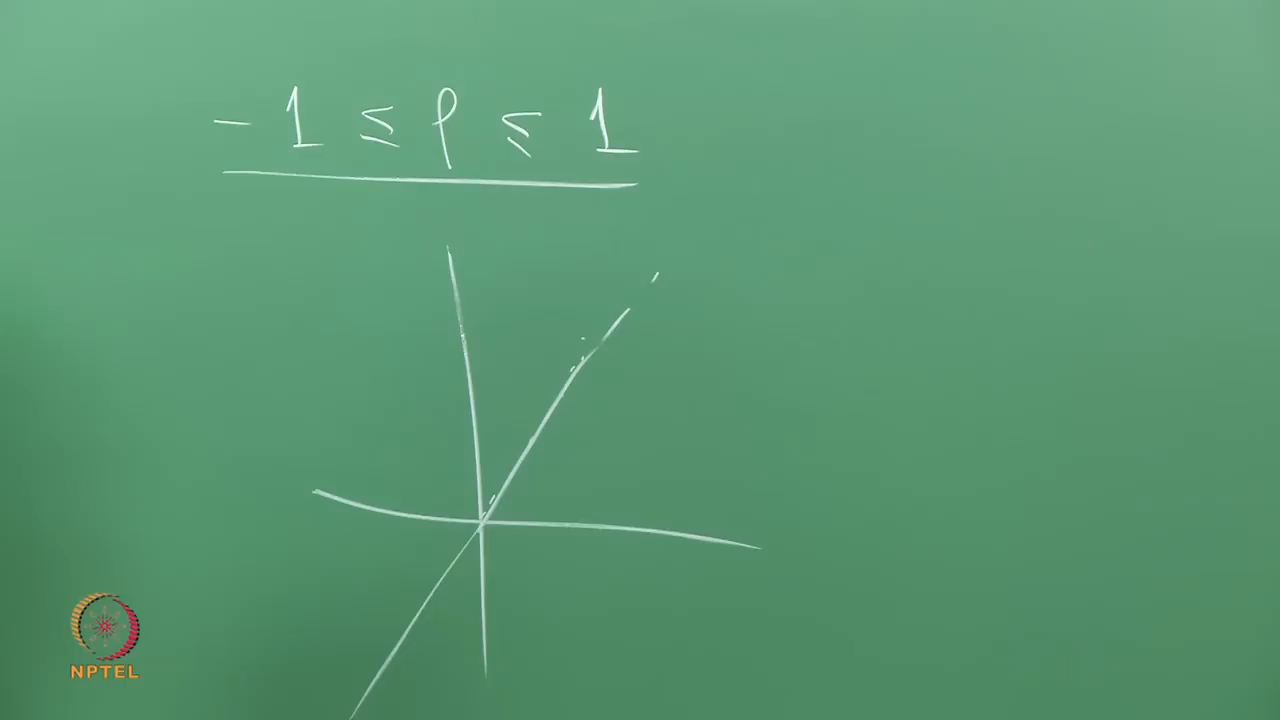 - 1 ≤ ρ ≤ 1
NPTEL